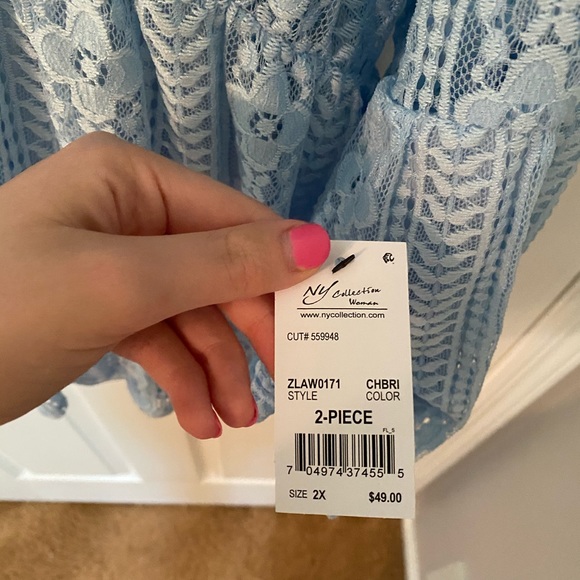 NY Collection
Woman
www.nycollection.com
CUT# 559948
ZLAW0171 CHBRI
STYLE COLOR
2-PIECE
FL_S
7 04974 37455 5
SIZE 2X $49.00